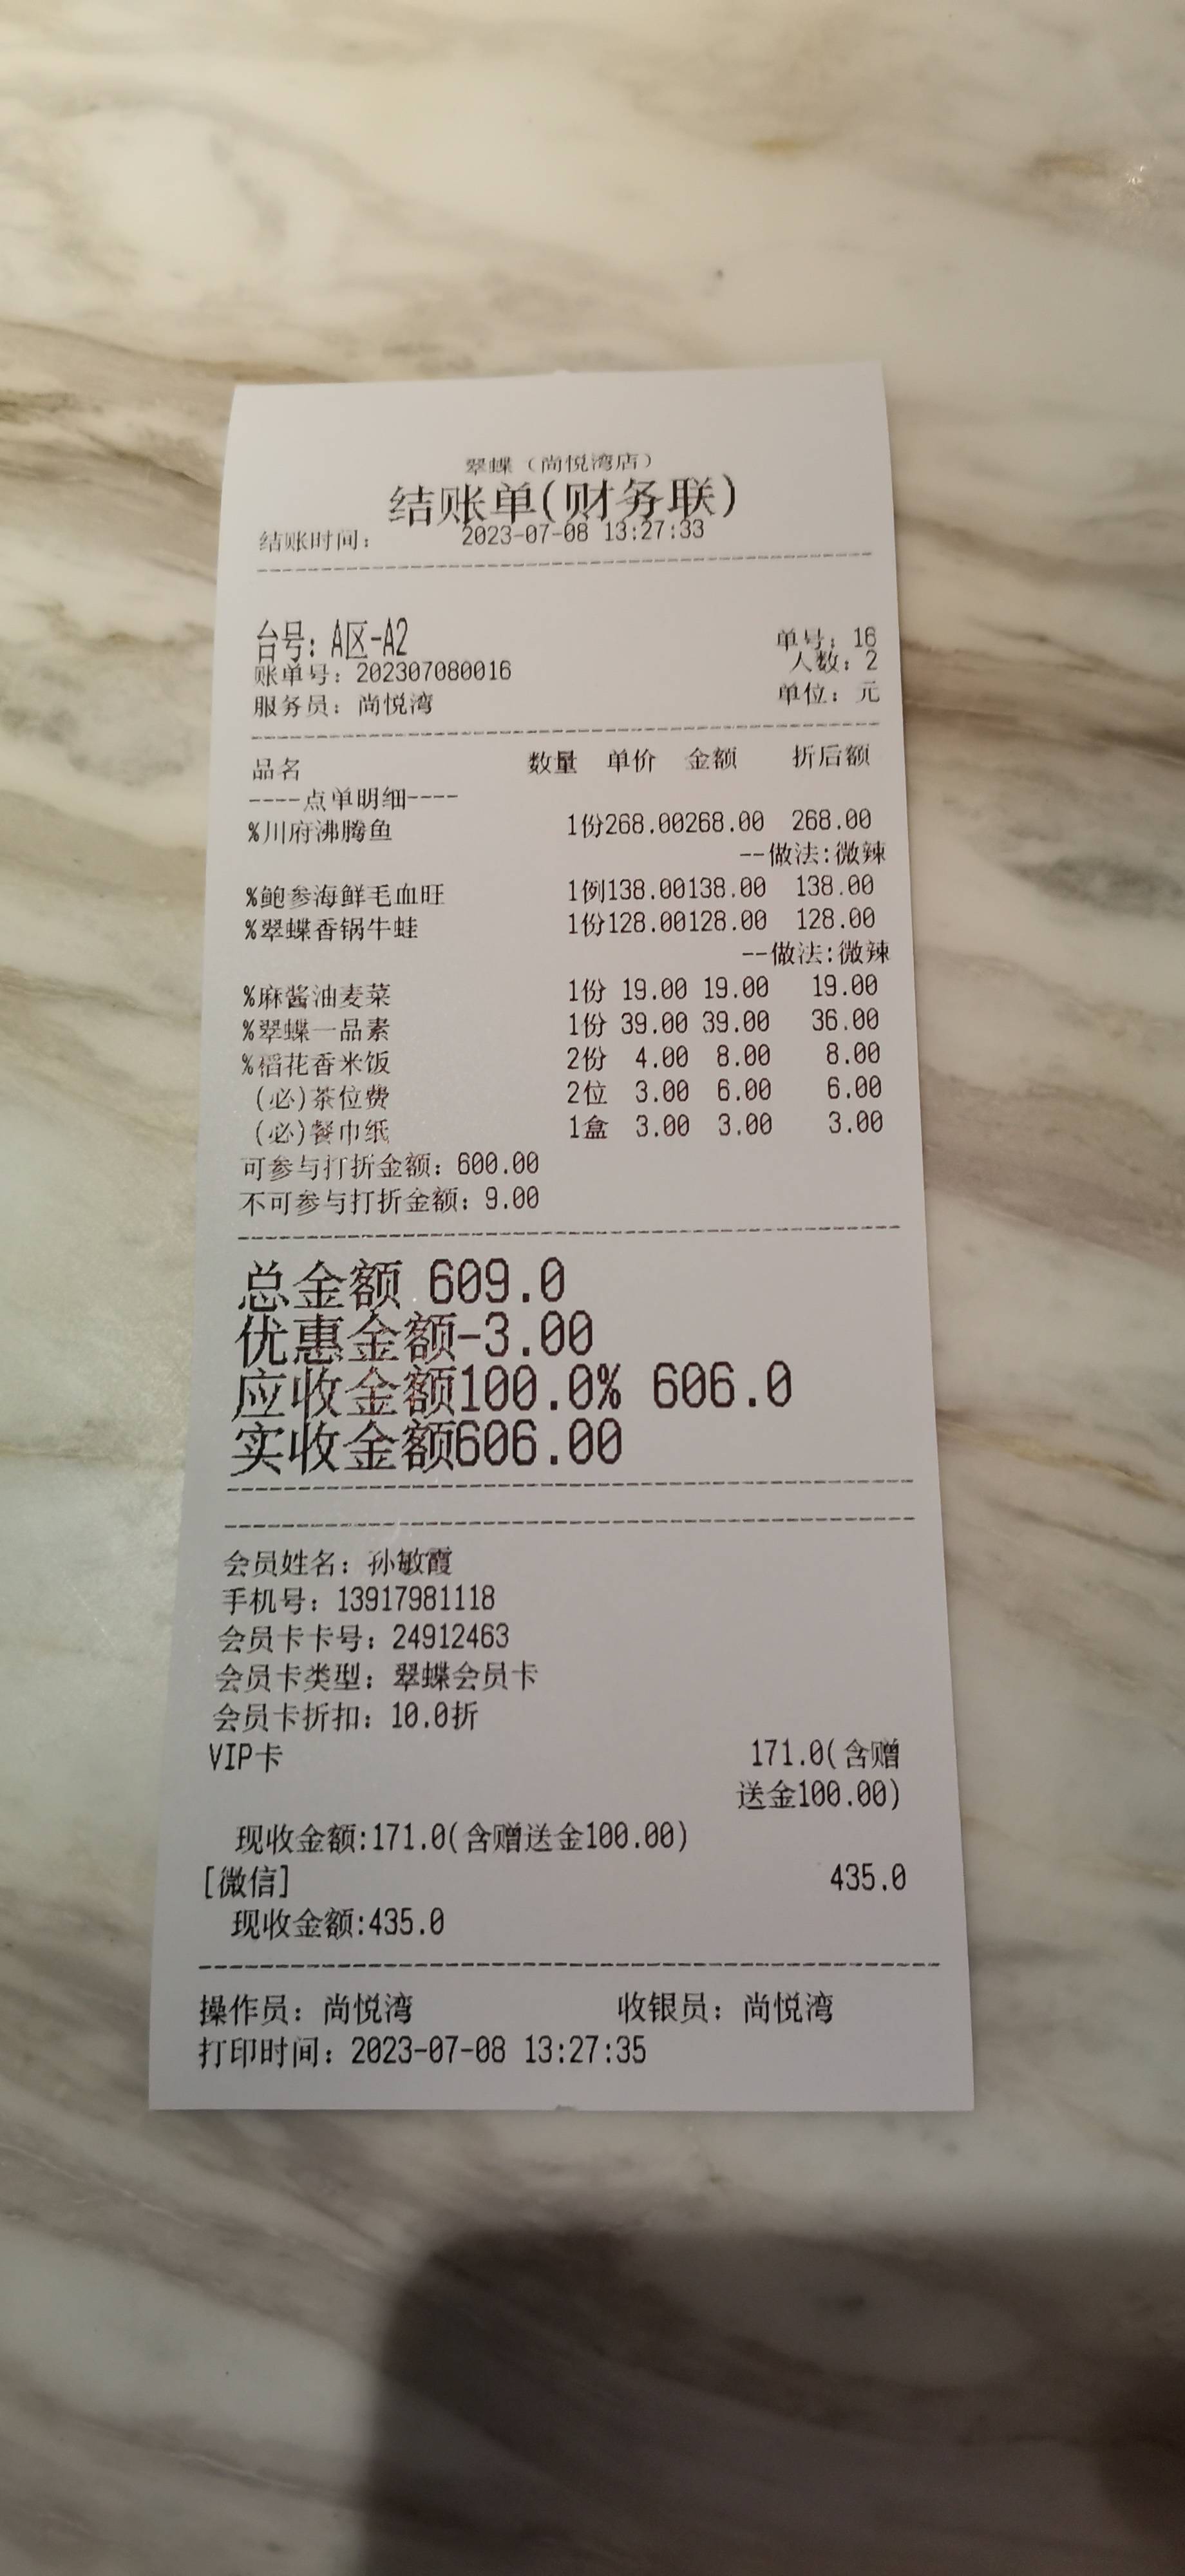 翠蝶（尚悦湾店）
结账单(财务联)
结账时间： 2023-07-08 13:27:33
台号：A区-A2 单号：16
账单号：202307080016 人数：2
服务员：尚悦湾 单位：元
品名 数量 单价 金额 折后额
----点单明细----
%川府沸腾鱼 1份268.00268.00 268.00
--做法:微辣
%鲍参海鲜毛血旺 1例138.00138.00 138.00
%翠蝶香锅牛蛙 1份128.00128.00 128.00
--做法:微辣
%麻酱油麦菜 1份 19.00 19.00 19.00
%翠蝶一品素 1份 39.00 39.00 36.00
%稻花香米饭 2份 4.00 8.00 8.00
(必)茶位费 2位 3.00 6.00 6.00
(必)餐巾纸 1盒 3.00 3.00 3.00
可参与打折金额：600.00
不可参与打折金额：9.00
总金额 609.0
优惠金额-3.00
应收金额100.0% 606.0
实收金额606.00
会员姓名：孙敏霞
手机号：13917981118
会员卡卡号：24912463
会员卡类型：翠蝶会员卡
会员卡折扣：10.0折
VIP卡 171.0(含赠
送金100.00)
现收金额:171.0(含赠送金100.00)
[微信] 435.0
现收金额:435.0
操作员：尚悦湾 收银员：尚悦湾
打印时间：2023-07-08 13:27:35